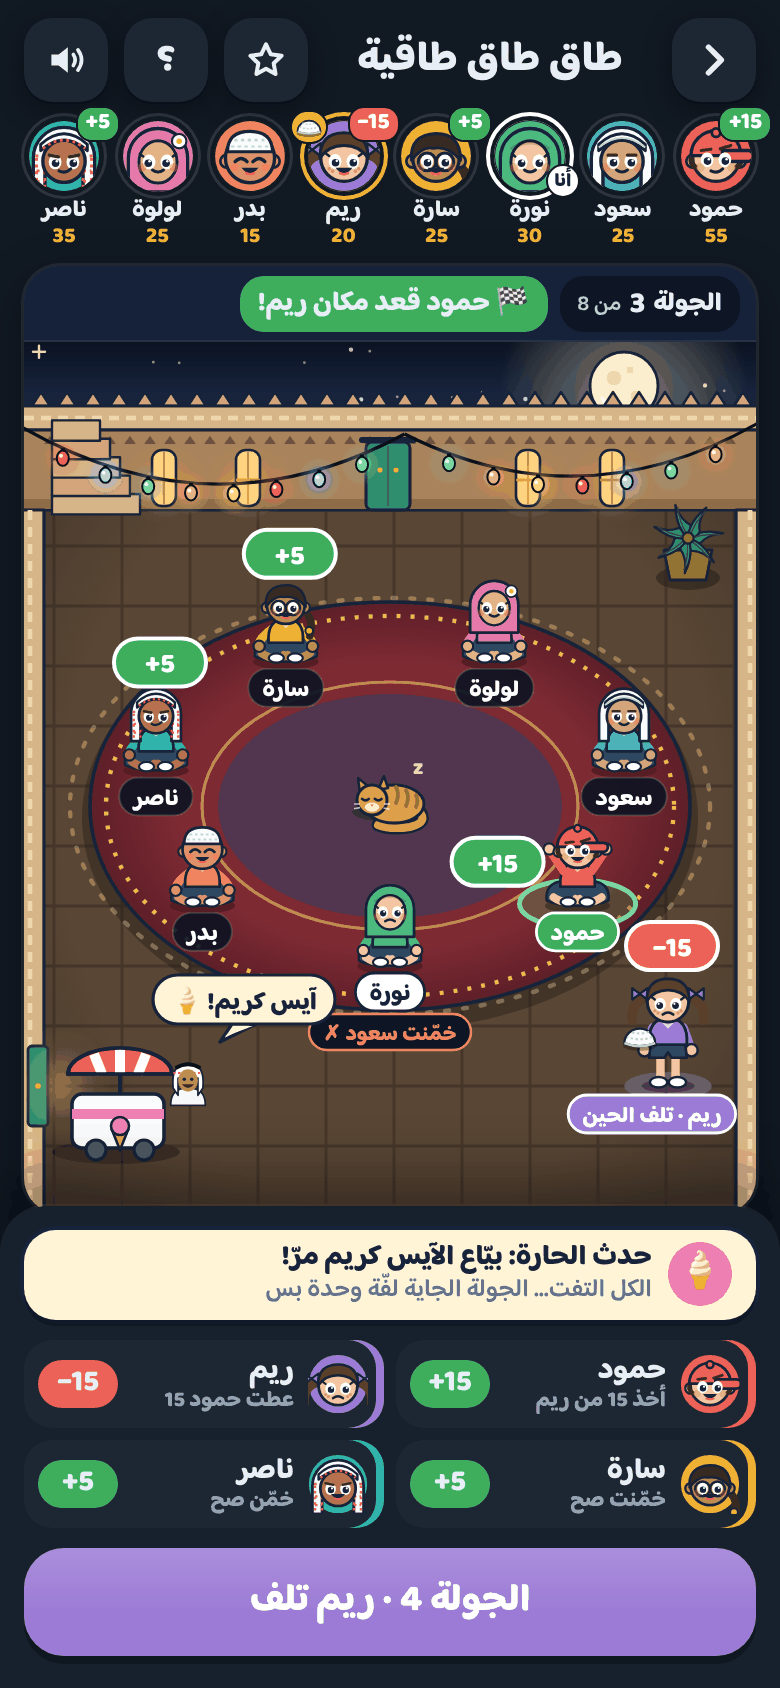 طاق طاق طاقية
؟
+15
+5
−15
+5
أنا
حمود
سعود
نورة
سارة
ريم
بدر
لولوة
ناصر
55
25
30
25
20
15
25
35
الجولة 3 من 8
🏁 حمود قعد مكان ريم!
+5
سارة
لولوة
+5
ناصر
سعود
z
+15
حمود
بدر
نورة
−15
آيس كريم! 🍦
خمّنت سعود ✗
ريم · تلف الحين
حدث الحارة: بيّاع الآيس كريم مرّ!
الكل التفت... الجولة الجاية لفّة وحدة بس
حمود
أخذ 15 من ريم
+15
ريم
عطت حمود 15
−15
سارة
خمّنت صح
+5
ناصر
خمّن صح
+5
الجولة 4 · ريم تلف